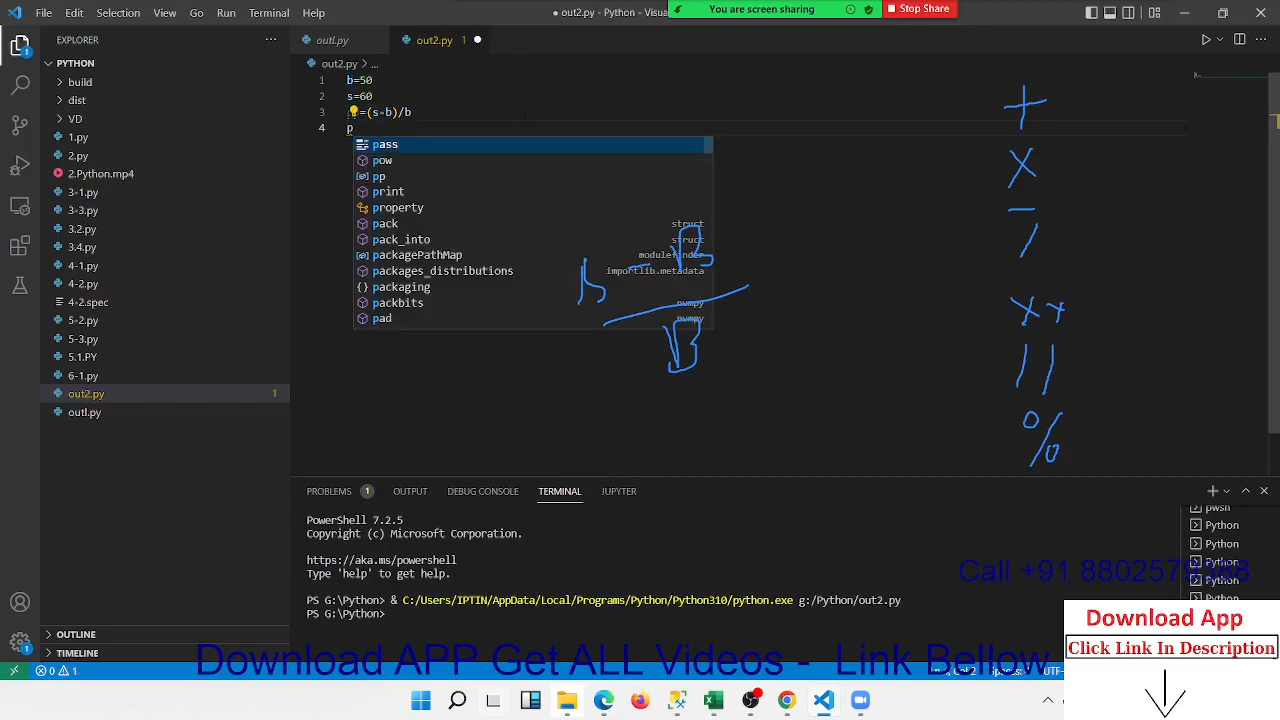 File Edit Selection View Go Run Terminal Help
● out2.py - Python - Visua
You are screen sharing
Stop Share
EXPLORER
PYTHON
build
dist
VD
1.py
2.py
2.Python.mp4
3-1.py
3-3.py
3.2.py
3.4.py
4-1.py
4-2.py
4-2.spec
5-2.py
5-3.py
5.1.PY
6-1.py
out2.py 1
outl.py
OUTLINE
TIMELINE
outl.py
out2.py 1
out2.py > ...
1 b=50
2 s=60
3 =(s-b)/b
4 p
pass
pow
pp
print
property
pack struct
pack_into struct
packagePathMap modulefinder
packages_distributions importlib.metadata
packaging
packbits numpy
pad numpy
+
X
-
/
//
%
PROBLEMS 1 OUTPUT DEBUG CONSOLE TERMINAL JUPYTER
PowerShell 7.2.5
Copyright (c) Microsoft Corporation.
https://aka.ms/powershell
Type 'help' to get help.
PS G:\Python> & C:/Users/IPTIN/AppData/Local/Programs/Python/Python310/python.exe g:/Python/out2.py
PS G:\Python>
pwsh
Python
Python
Python
Python
Python
Call +91 8802579388
Download APP Get ALL Videos - Link Bellow
Download App
Click Link In Description
0 1